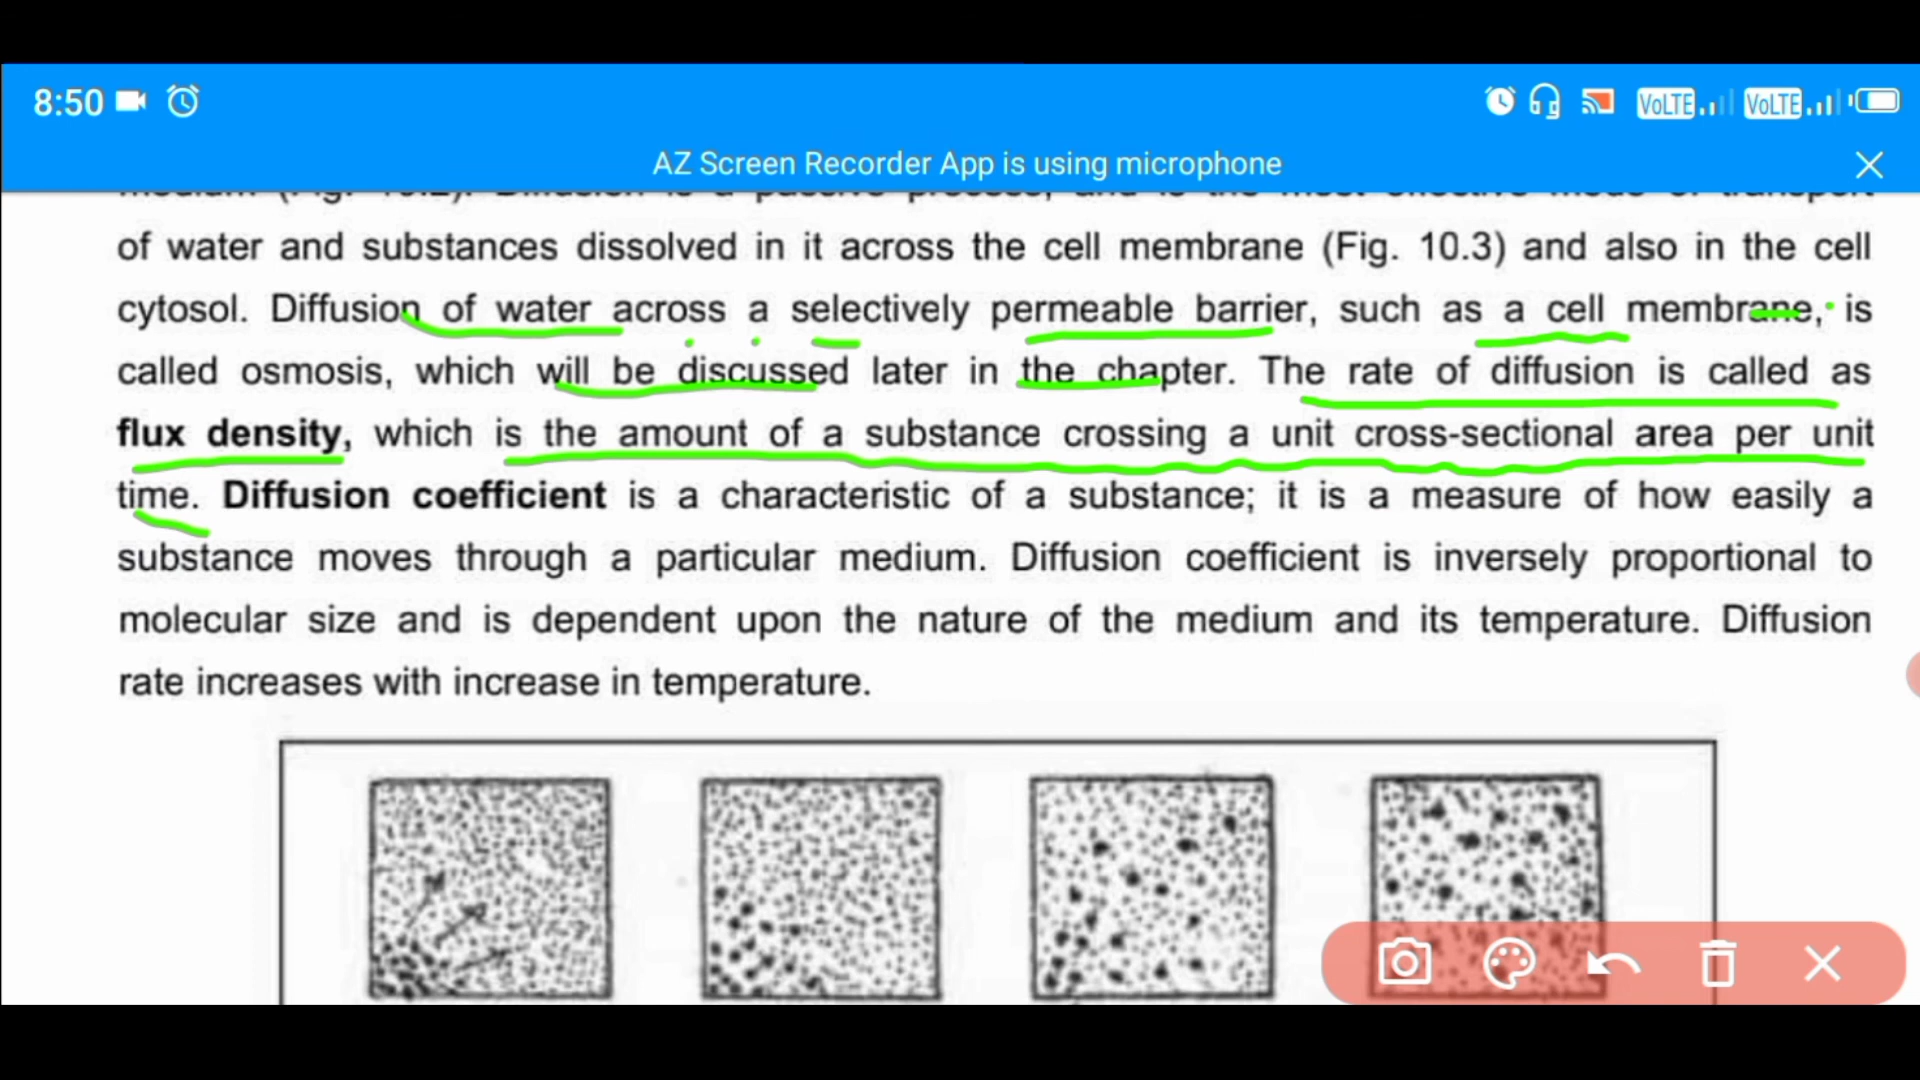 8:50
VoLTE VoLTE
AZ Screen Recorder App is using microphone
of water and substances dissolved in it across the cell membrane (Fig. 10.3) and also in the cell
cytosol. Diffusion of water across a selectively permeable barrier, such as a cell membrane, is
called osmosis, which will be discussed later in the chapter. The rate of diffusion is called as
flux density, which is the amount of a substance crossing a unit cross-sectional area per unit
time. Diffusion coefficient is a characteristic of a substance; it is a measure of how easily a
substance moves through a particular medium. Diffusion coefficient is inversely proportional to
molecular size and is dependent upon the nature of the medium and its temperature. Diffusion
rate increases with increase in temperature.